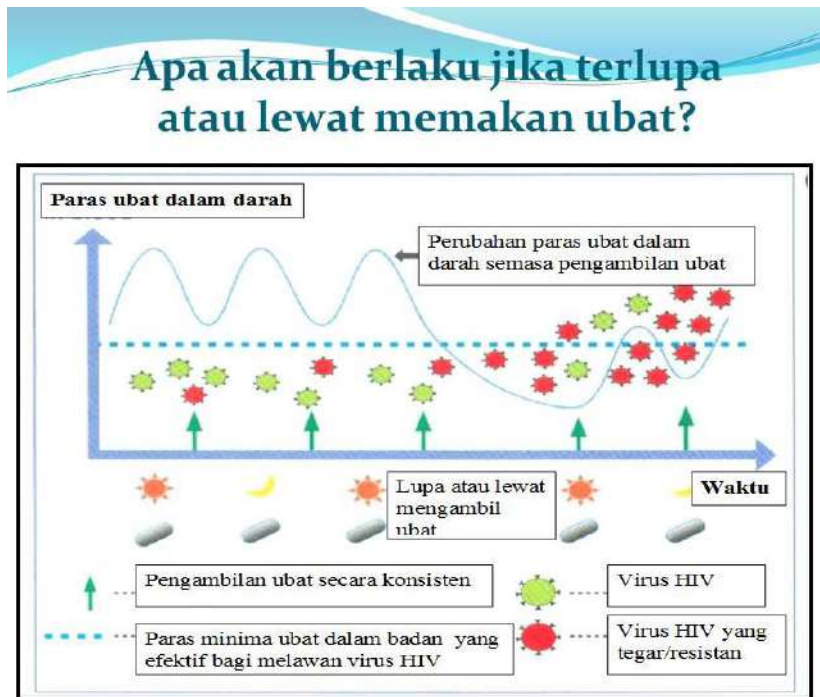 Apa akan berlaku jika terlupa
atau lewat memakan ubat?
Paras ubat dalam darah
Perubahan paras ubat dalam
darah semasa pengambilan ubat
Lupa atau lewat
mengambil
ubat
Waktu
Pengambilan ubat secara konsisten
Virus HIV
Paras minima ubat dalam badan yang
efektif bagi melawan virus HIV
Virus HIV yang
tegar/resistan